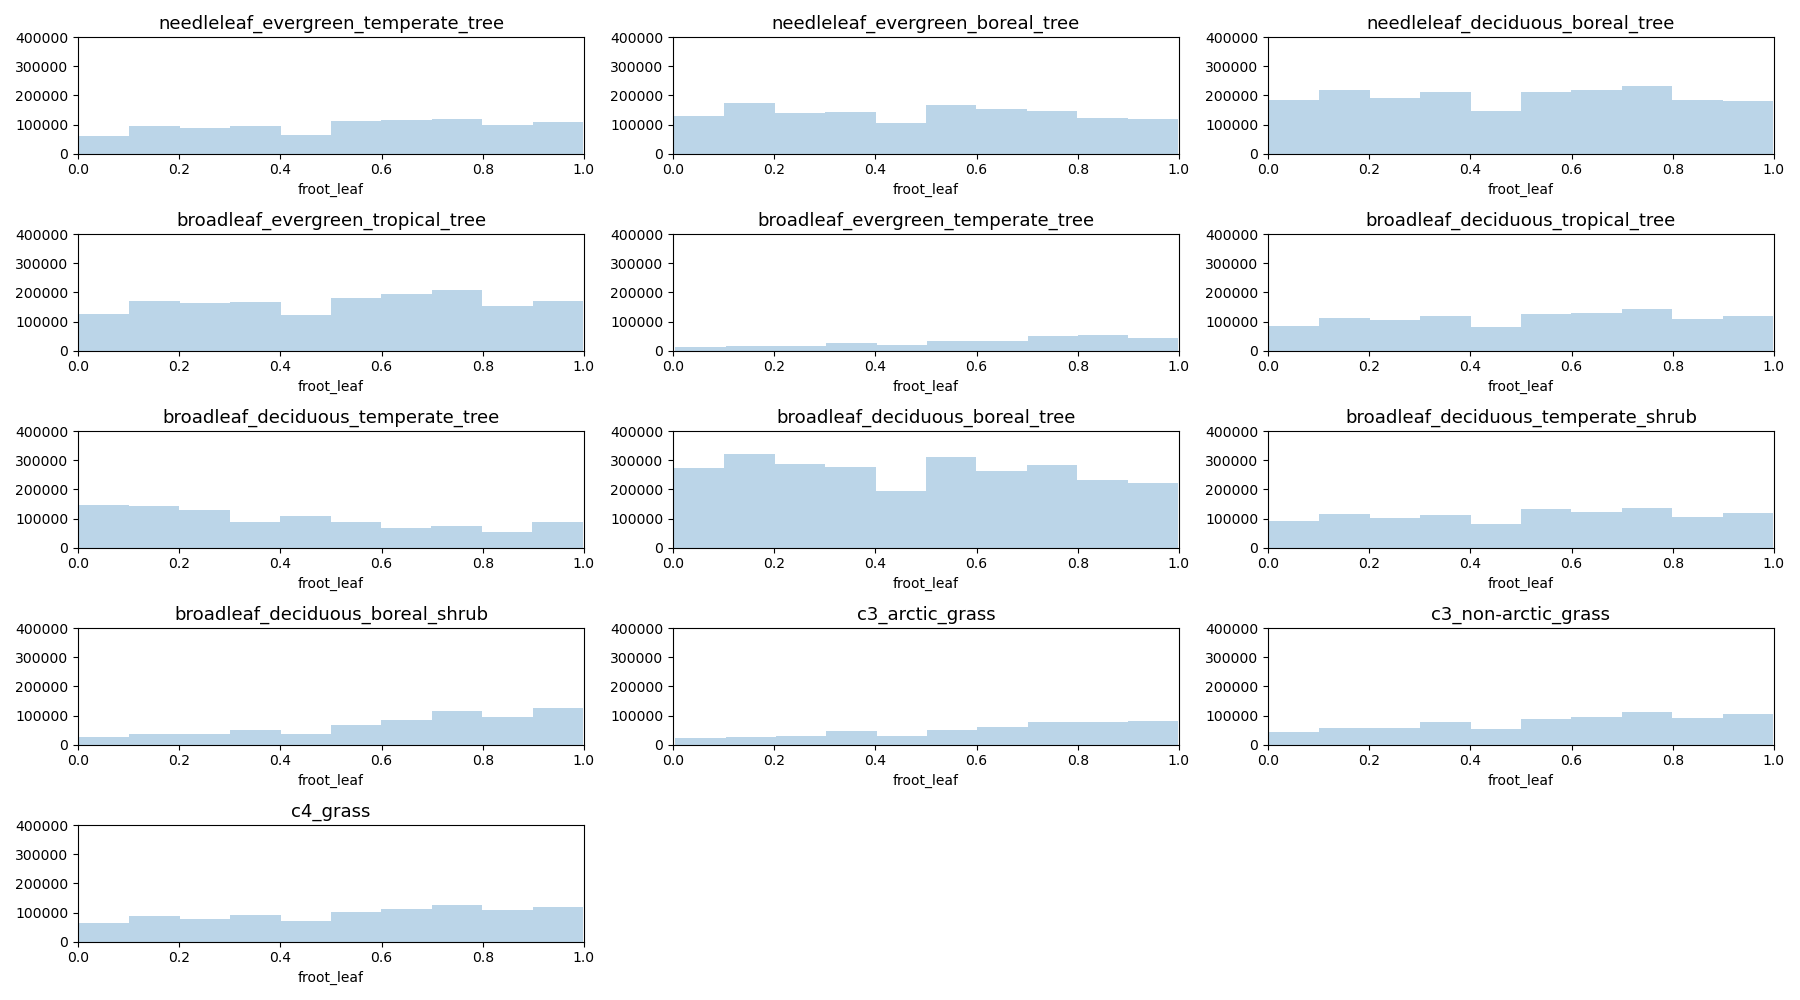 needleleaf_evergreen_temperate_tree
400000
300000
200000
100000
0
0.0 0.2 0.4 0.6 0.8 1.0
froot_leaf
needleleaf_evergreen_boreal_tree
400000
300000
200000
100000
0
0.0 0.2 0.4 0.6 0.8 1.0
froot_leaf
needleleaf_deciduous_boreal_tree
400000
300000
200000
100000
0
0.0 0.2 0.4 0.6 0.8 1.0
froot_leaf
broadleaf_evergreen_tropical_tree
400000
300000
200000
100000
0
0.0 0.2 0.4 0.6 0.8 1.0
froot_leaf
broadleaf_evergreen_temperate_tree
400000
300000
200000
100000
0
0.0 0.2 0.4 0.6 0.8 1.0
froot_leaf
broadleaf_deciduous_tropical_tree
400000
300000
200000
100000
0
0.0 0.2 0.4 0.6 0.8 1.0
froot_leaf
broadleaf_deciduous_temperate_tree
400000
300000
200000
100000
0
0.0 0.2 0.4 0.6 0.8 1.0
froot_leaf
broadleaf_deciduous_boreal_tree
400000
300000
200000
100000
0
0.0 0.2 0.4 0.6 0.8 1.0
froot_leaf
broadleaf_deciduous_temperate_shrub
400000
300000
200000
100000
0
0.0 0.2 0.4 0.6 0.8 1.0
froot_leaf
broadleaf_deciduous_boreal_shrub
400000
300000
200000
100000
0
0.0 0.2 0.4 0.6 0.8 1.0
froot_leaf
c3_arctic_grass
400000
300000
200000
100000
0
0.0 0.2 0.4 0.6 0.8 1.0
froot_leaf
c3_non-arctic_grass
400000
300000
200000
100000
0
0.0 0.2 0.4 0.6 0.8 1.0
froot_leaf
c4_grass
400000
300000
200000
100000
0
0.0 0.2 0.4 0.6 0.8 1.0
froot_leaf